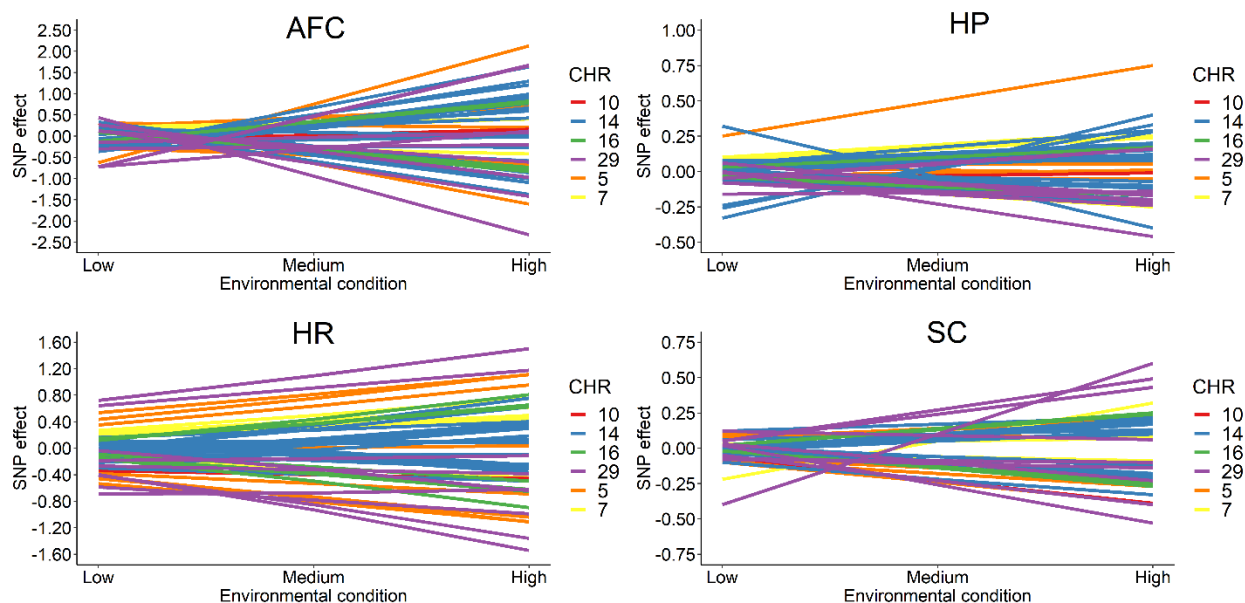 AFC
SNP effect
2.50
2.00
1.50
1.00
0.50
0.00
-0.50
-1.00
-1.50
-2.00
-2.50
Low Medium High
Environmental condition
CHR
10
14
16
29
5
7
HP
SNP effect
1.00
0.75
0.50
0.25
0.00
-0.25
-0.50
Low Medium High
Environmental condition
CHR
10
14
16
29
5
7
HR
SNP effect
1.60
1.20
0.80
0.40
0.00
-0.40
-0.80
-1.20
-1.60
Low Medium High
Environmental condition
CHR
10
14
16
29
5
7
SC
SNP effect
0.75
0.50
0.25
0.00
-0.25
-0.50
-0.75
Low Medium High
Environmental condition
CHR
10
14
16
29
5
7